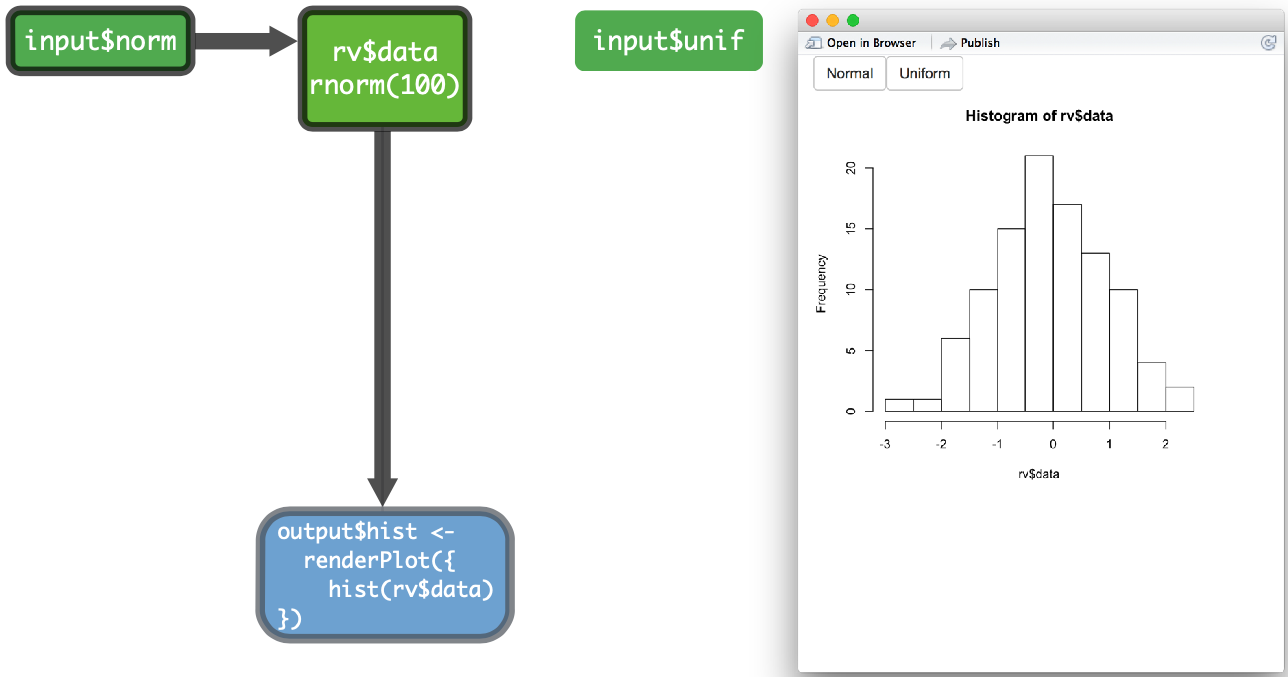 input$norm
rv$data
rnorm(100)
input$unif
output$hist <-
renderPlot({
hist(rv$data)
})
Open in Browser
Publish
Normal
Uniform
Histogram of rv$data
Frequency
20
15
10
5
0
-3 -2 -1 0 1 2
rv$data